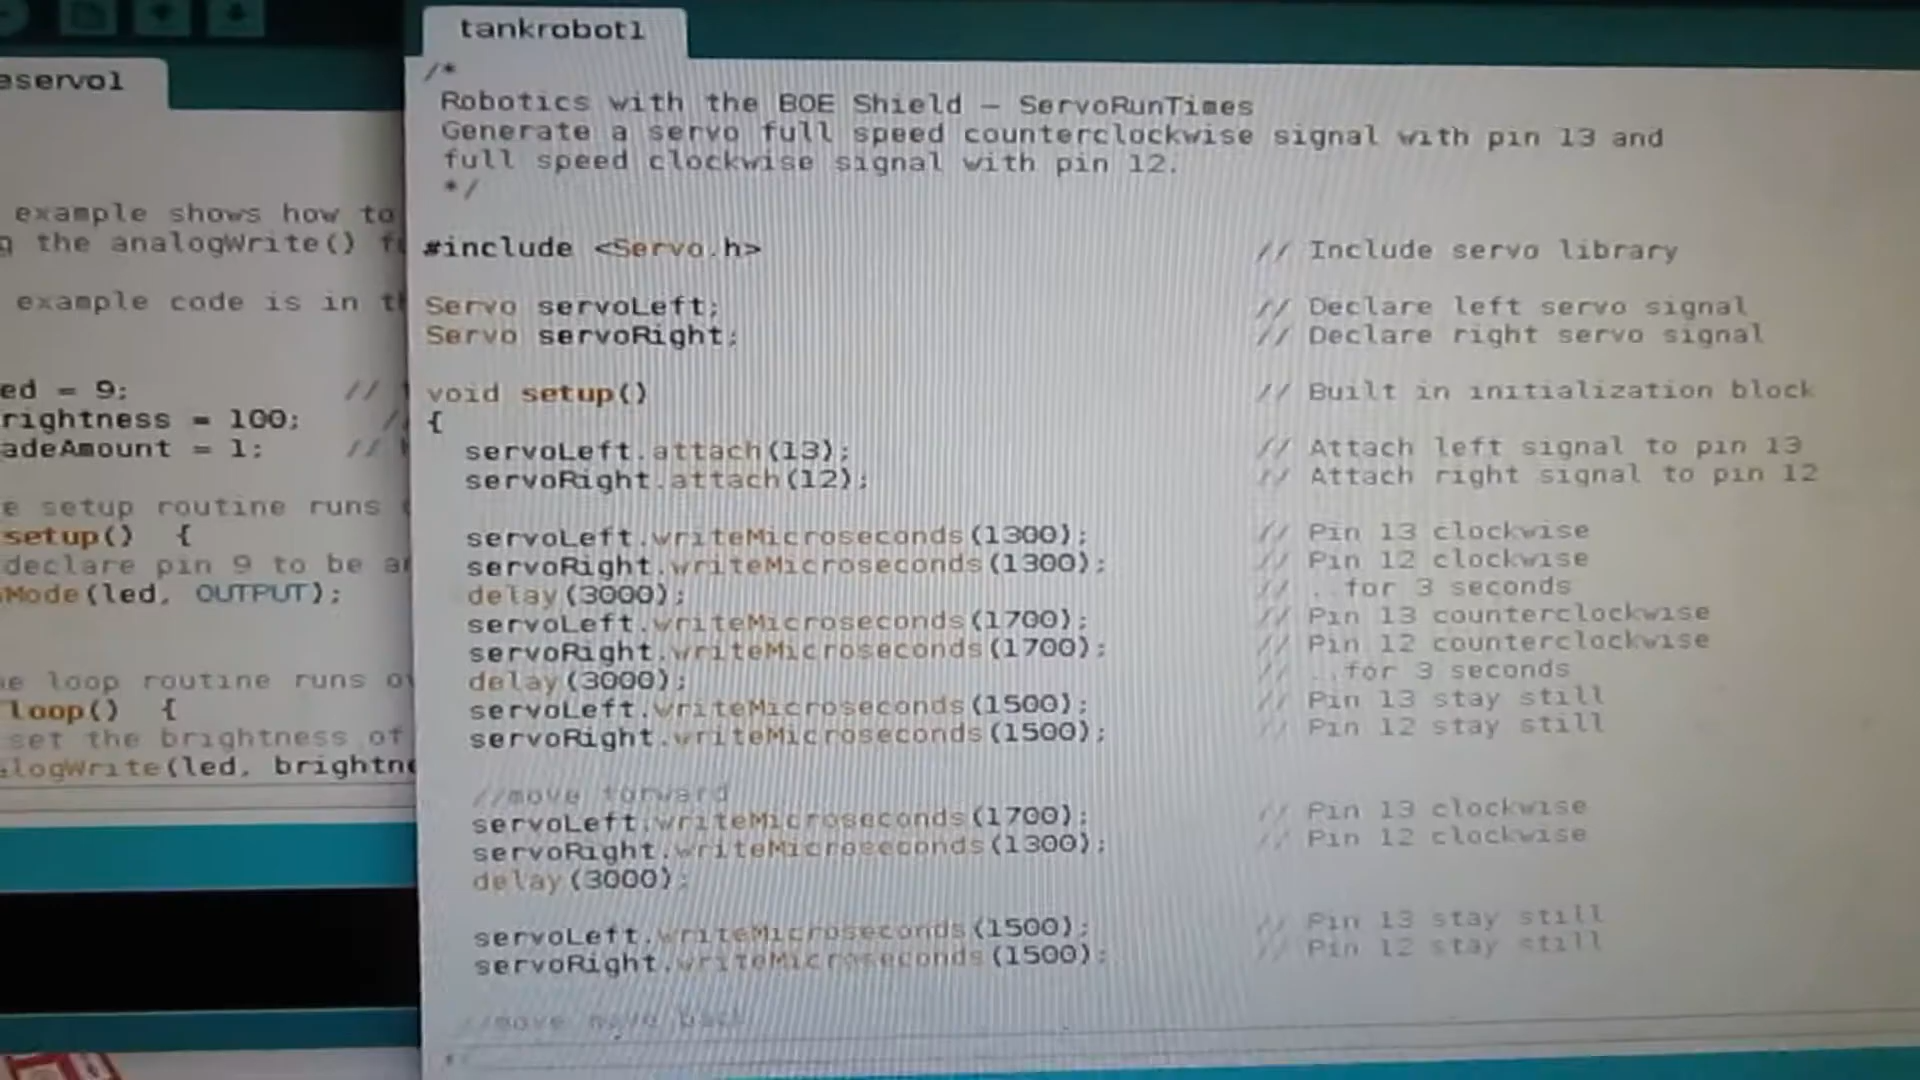 eservo1
example shows how to
g the analogWrite() f
example code is in th
ed = 9; //
rightness = 100; //
adeAmount = 1; //
e setup routine runs
setup() {
declare pin 9 to be an
Mode(led, OUTPUT);
e loop routine runs ov
loop() {
set the brightness of
alogWrite(led, brightne
tankrobot1
/*
Robotics with the BOE Shield – ServoRunTimes
Generate a servo full speed counterclockwise signal with pin 13 and
full speed clockwise signal with pin 12.
*/
#include <Servo.h> // Include servo library
Servo servoLeft; // Declare left servo signal
Servo servoRight; // Declare right servo signal
void setup() // Built in initialization block
{
servoLeft.attach(13); // Attach left signal to pin 13
servoRight.attach(12); // Attach right signal to pin 12
servoLeft.writeMicroseconds(1300); // Pin 13 clockwise
servoRight.writeMicroseconds(1300); // Pin 12 clockwise
delay(3000); // ..for 3 seconds
servoLeft.writeMicroseconds(1700); // Pin 13 counterclockwise
servoRight.writeMicroseconds(1700); // Pin 12 counterclockwise
delay(3000); // ..for 3 seconds
servoLeft.writeMicroseconds(1500); // Pin 13 stay still
servoRight.writeMicroseconds(1500); // Pin 12 stay still
//move forward
servoLeft.writeMicroseconds(1700); // Pin 13 clockwise
servoRight.writeMicroseconds(1300); // Pin 12 clockwise
delay(3000);
servoLeft.writeMicroseconds(1500); // Pin 13 stay still
servoRight.writeMicroseconds(1500); // Pin 12 stay still
//move move back